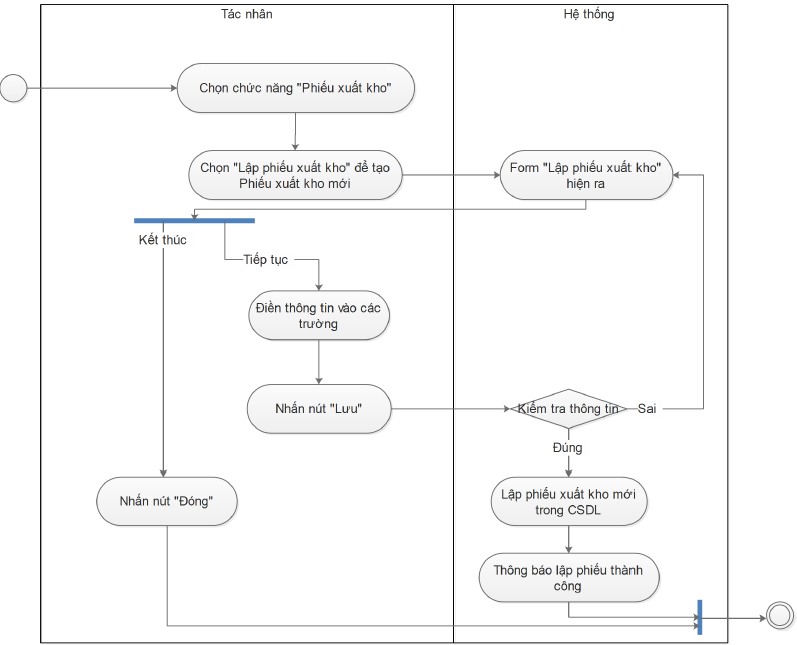 Tác nhân
Hệ thống
Chọn chức năng "Phiếu xuất kho"
Chọn "Lập phiếu xuất kho" để tạo
Phiếu xuất kho mới
Form "Lập phiếu xuất kho"
hiện ra
Kết thúc
Tiếp tục
Điền thông tin vào các
trường
Nhấn nút "Lưu"
Kiểm tra thông tin
Sai
Đúng
Nhấn nút "Đóng"
Lập phiếu xuất kho mới
trong CSDL
Thông báo lập phiếu thành
công